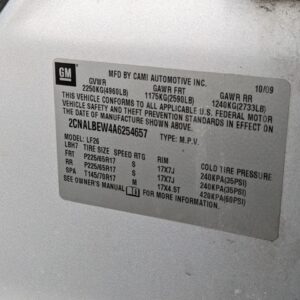 GM
MFD BY CAMI AUTOMOTIVE INC. 10/09
GVWR GAWR FRT GAWR RR
2250KG(4960LB) 1175KG(2590LB) 1240KG(2733LB)
THIS VEHICLE CONFORMS TO ALL APPLICABLE U.S. FEDERAL MOTOR
VEHICLE SAFETY STANDARDS IN EFFECT ON THE
DATE OF MANUFACTURE SHOWN ABOVE.
2CNALBEW4A6254657 TYPE: M.P.V.
MODEL: LF26
LBH7 TIRE SIZE SPEED RTG RIM COLD TIRE PRESSURE
FRT P225/65R17 S 17X7J 240KPA(35PSI)
RR P225/65R17 S 17X7J 240KPA(35PSI)
SPA T145/70R17 M 17X4.5T 420KPA(60PSI)
SEE OWNER'S MANUAL FOR MORE INFORMATION